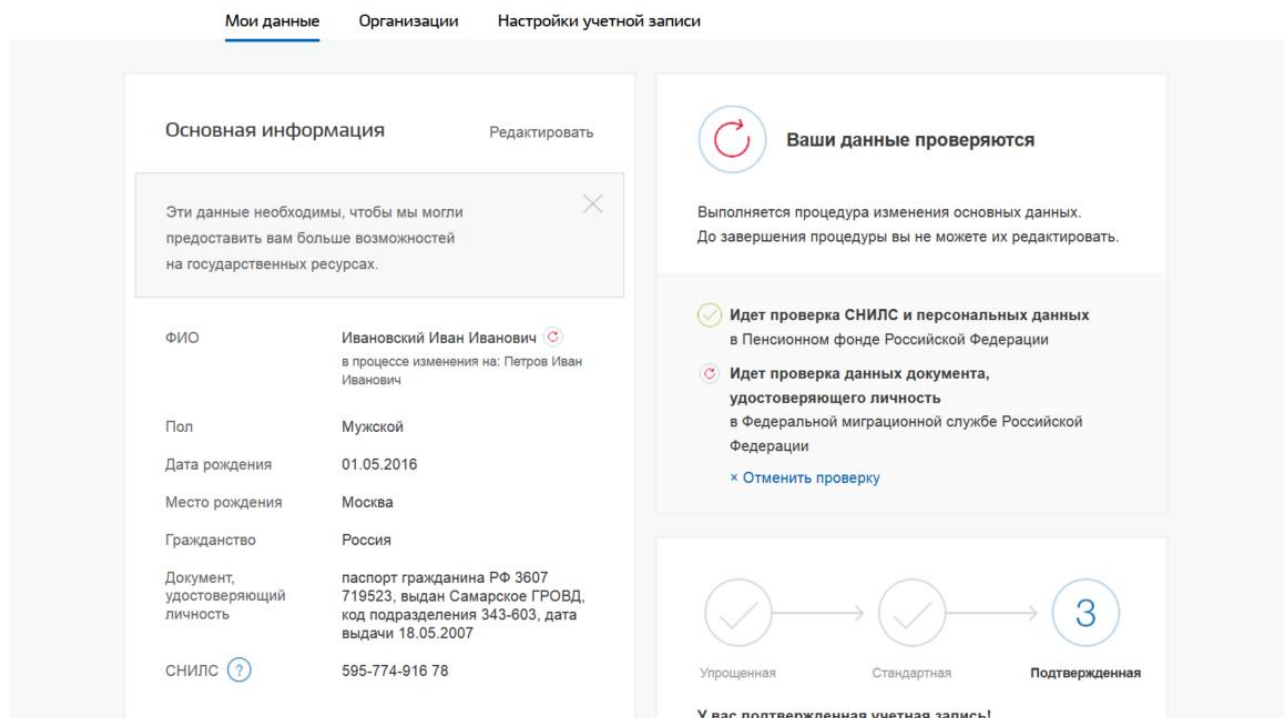 Мои данные Организации Настройки учетной записи
Основная информация Редактировать
Эти данные необходимы, чтобы мы могли
предоставить вам больше возможностей
на государственных ресурсах.
ФИО Ивановский Иван Иванович
в процессе изменения на: Петров Иван
Иванович
Пол Мужской
Дата рождения 01.05.2016
Место рождения Москва
Гражданство Россия
Документ,
удостоверяющий
личность
паспорт гражданина РФ 3607
719523, выдан Самарское ГРОВД,
код подразделения 343-603, дата
выдачи 18.05.2007
СНИЛС ? 595-774-916 78
Ваши данные проверяются
Выполняется процедура изменения основных данных.
До завершения процедуры вы не можете их редактировать.
Идет проверка СНИЛС и персональных данных
в Пенсионном фонде Российской Федерации
Идет проверка данных документа,
удостоверяющего личность
в Федеральной миграционной службе Российской
Федерации
× Отменить проверку
3
Упрощенная Стандартная Подтвержденная
У вас подтвержденная учетная запись!